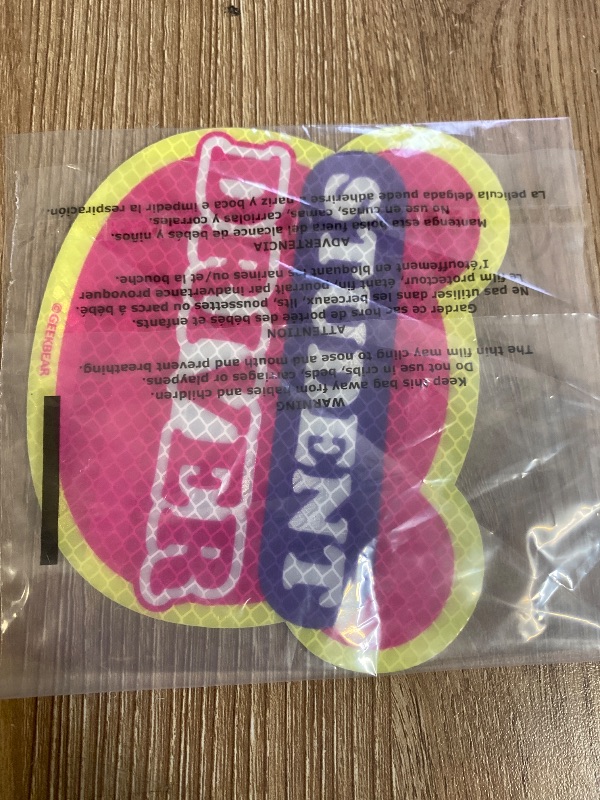 STUDENT
DRIVER
© GEEKBEAR
WARNING
Keep this bag away from babies and children.
Do not use in cribs, beds, carriages or playpens.
The thin film may cling to nose and mouth and prevent breathing.
ATTENTION
Garder ce sac hors de portée des bébés et enfants.
Ne pas utiliser dans les berceaux, lits, poussettes ou parcs à bébé.
Le film protecteur, étant fin, pourrait par inadvertance provoquer
l'étouffement en bloquant les narines ou/et la bouche.
ADVERTENCIA
Mantenga esta bolsa fuera del alcance de bébés y niños.
No use en cunas, camas, carriolas y corrales.
La película delgada puede adherirse a nariz y boca e impedir la respiración.